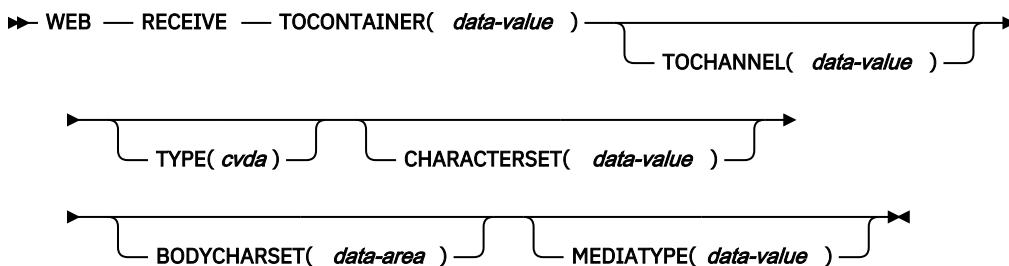 WEB RECEIVE TOCONTAINER( data-value )
TOCHANNEL( data-value )
TYPE( cvda ) CHARACTERSET( data-value )
BODYCHARSET( data-area ) MEDIATYPE( data-value )